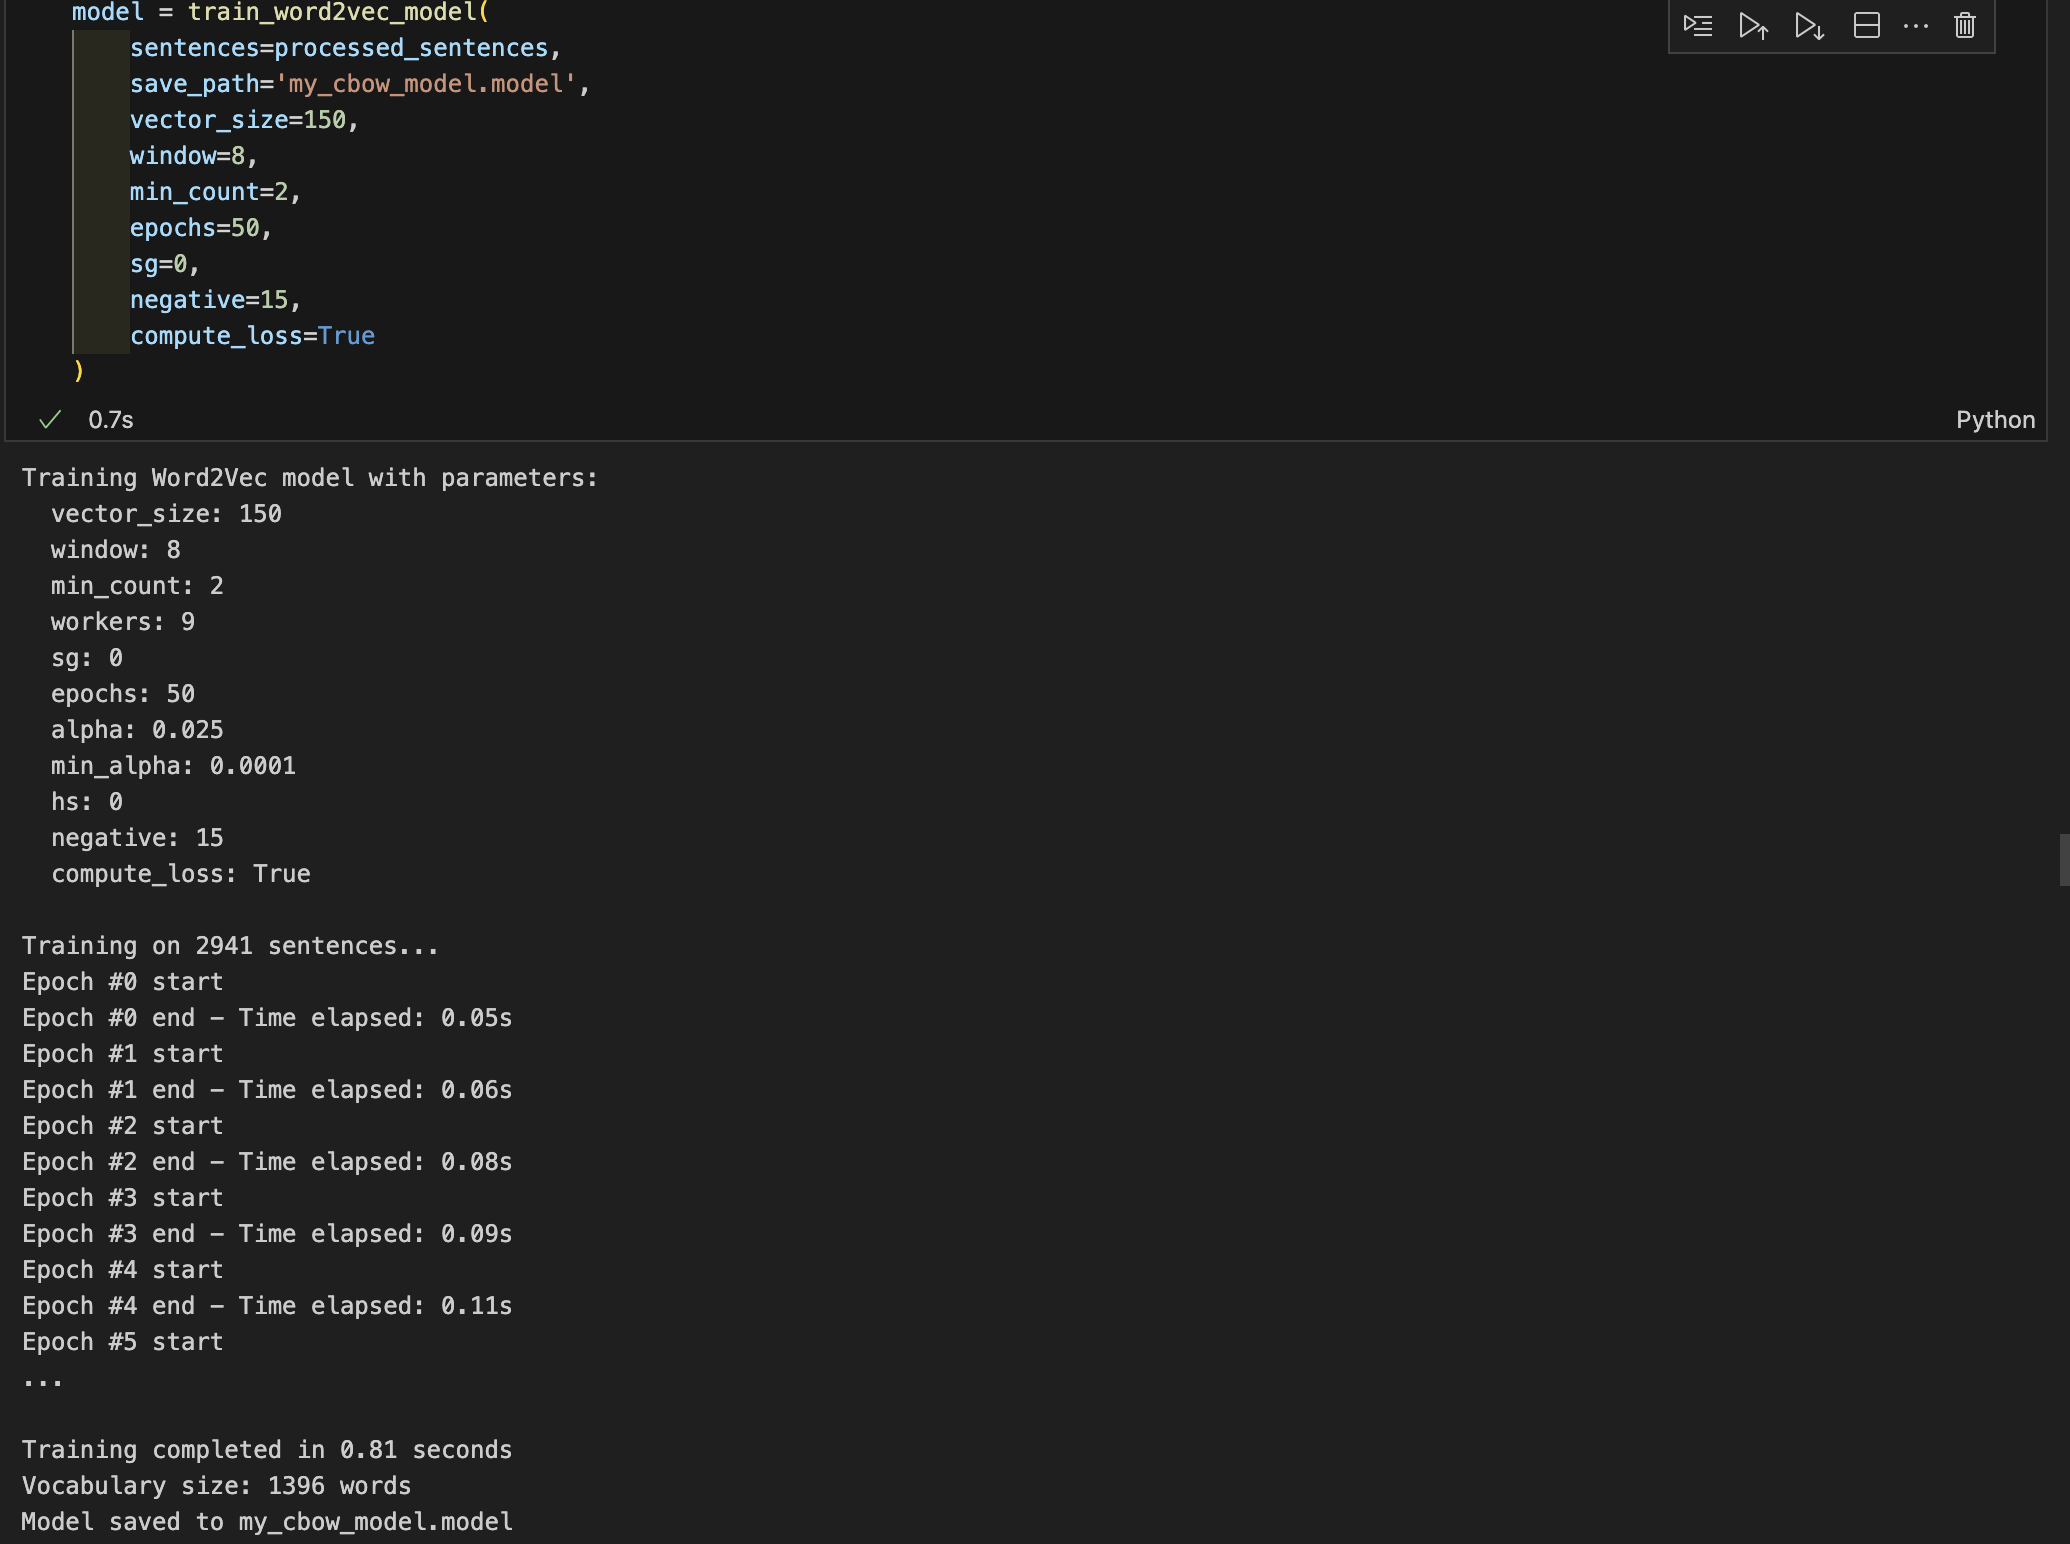 model = train_word2vec_model(
    sentences=processed_sentences,
    save_path='my_cbow_model.model',
    vector_size=150,
    window=8,
    min_count=2,
    epochs=50,
    sg=0,
    negative=15,
    compute_loss=True
)
0.7s
Python
Training Word2Vec model with parameters:
  vector_size: 150
  window: 8
  min_count: 2
  workers: 9
  sg: 0
  epochs: 50
  alpha: 0.025
  min_alpha: 0.0001
  hs: 0
  negative: 15
  compute_loss: True

Training on 2941 sentences...
Epoch #0 start
Epoch #0 end – Time elapsed: 0.05s
Epoch #1 start
Epoch #1 end – Time elapsed: 0.06s
Epoch #2 start
Epoch #2 end – Time elapsed: 0.08s
Epoch #3 start
Epoch #3 end – Time elapsed: 0.09s
Epoch #4 start
Epoch #4 end – Time elapsed: 0.11s
Epoch #5 start
...

Training completed in 0.81 seconds
Vocabulary size: 1396 words
Model saved to my_cbow_model.model